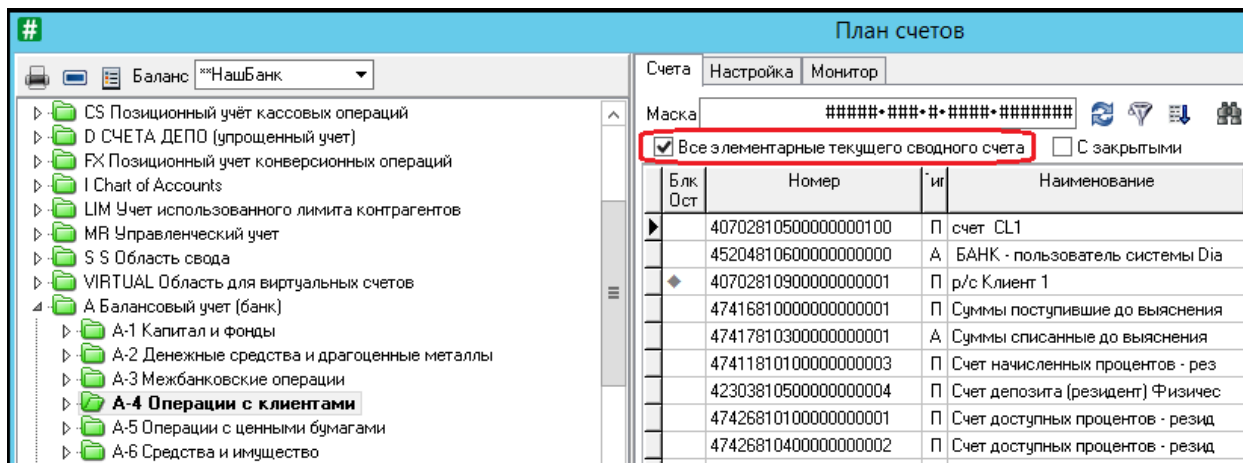 План счетов
Баланс **НашБанк
CS Позиционный учёт кассовых операций
D СЧЕТА ДЕПО (упрощенный учет)
FX Позиционный учет конверсионных операций
I Chart of Accounts
LIM Учет использованного лимита контрагентов
MR Управленческий учет
S S Область свода
VIRTUAL Область для виртуальных счетов
А Балансовый учет (банк)
А-1 Капитал и фонды
А-2 Денежные средства и драгоценные металлы
А-3 Межбанковские операции
А-4 Операции с клиентами
А-5 Операции с ценными бумагами
А-6 Средства и имущество
Счета Настройка Монитор
Маска #####•###•#•####•#######
Все элементарные текущего сводного счета С закрытыми
Блк Ост Номер Тип Наименование
40702810500000000100 П счет CL1
45204810600000000000 А БАНК - пользователь системы Dia
40702810900000000001 П р/с Клиент 1
47416810000000000001 П Суммы поступившие до выяснения
47417810300000000001 А Суммы списанные до выяснения
47411810100000000003 П Счет начисленных процентов - рез
42303810500000000004 П Счет депозита (резидент) Физичес
47426810100000000001 П Счет доступных процентов - резид
47426810400000000002 П Счет доступных процентов - резид